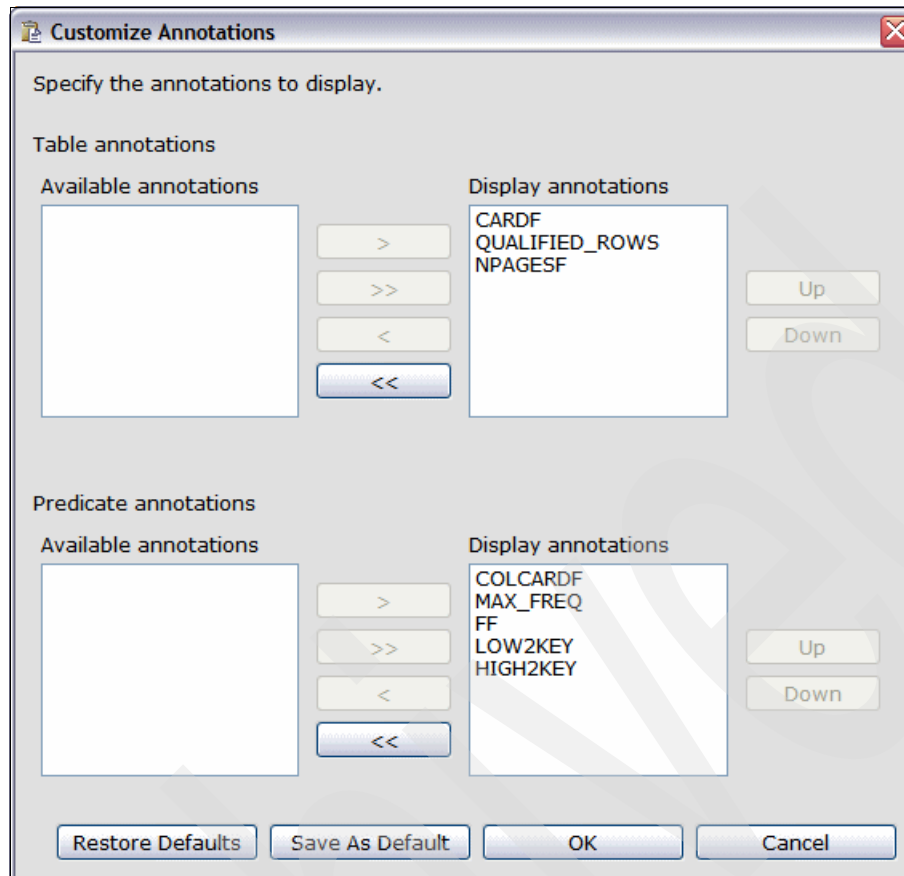 Customize Annotations
Specify the annotations to display.
Table annotations
Available annotations
Display annotations
CARDF
QUALIFIED_ROWS
NPAGESF
>
>>
<
<<
Up
Down
Predicate annotations
Available annotations
Display annotations
COLCARDF
MAX_FREQ
FF
LOW2KEY
HIGH2KEY
>
>>
<
<<
Up
Down
Restore Defaults
Save As Default
OK
Cancel